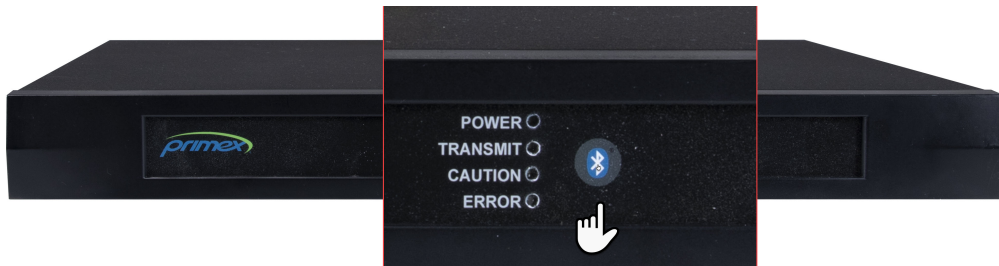 primex
POWER
TRANSMIT
CAUTION
ERROR